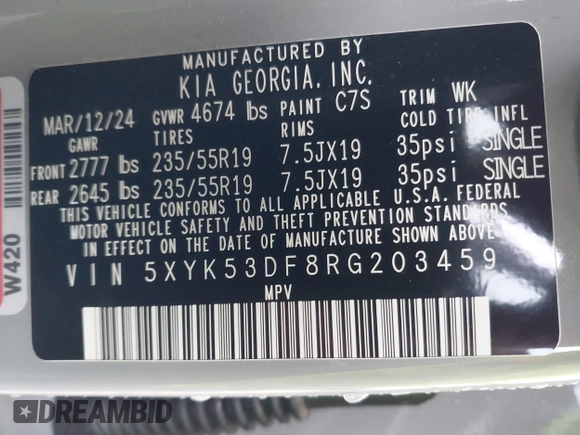 MANUFACTURED BY
KIA GEORGIA, INC.
MAR/12/24 GVWR 4674 lbs PAINT C7S TRIM WK
GAWR TIRES RIMS COLD TIRE INFL
FRONT 2777 lbs 235/55R19 7.5JX19 35psi SINGLE
REAR 2645 lbs 235/55R19 7.5JX19 35psi SINGLE
THIS VEHICLE CONFORMS TO ALL APPLICABLE U.S.A. FEDERAL
MOTOR VEHICLE SAFETY AND THEFT PREVENTION STANDARDS
IN EFFECT ON THE DATE OF MANUFACTURE SHOWN ABOVE.
VIN 5XYK53DF8RG203459
MPV
W420
DREAMBID